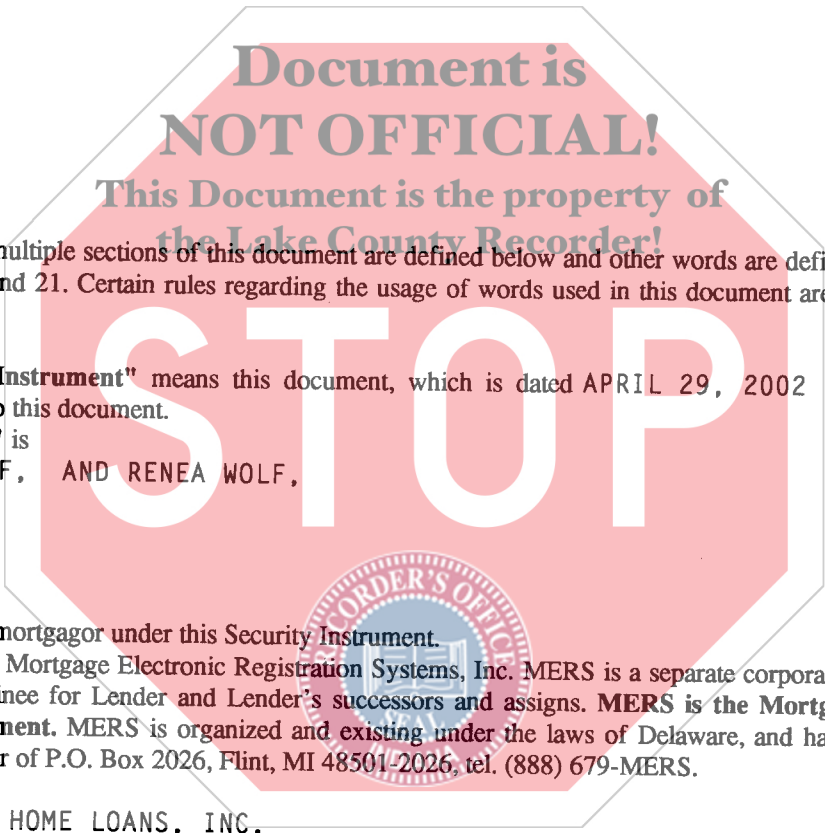 Document is
NOT OFFICIAL!
This Document is the property of
the Lake County Recorder!
multiple sections of this document are defined below and other words are defi
nd 21. Certain rules regarding the usage of words used in this document are
Instrument" means this document, which is dated APRIL 29, 2002
this document.
" is
F, AND RENEA WOLF,
STOP
RECORDER'S OFFICE
mortgagor under this Security Instrument.
Mortgage Electronic Registration Systems, Inc. MERS is a separate corpora
inee for Lender and Lender's successors and assigns. MERS is the Mortg
ment. MERS is organized and existing under the laws of Delaware, and ha
SEAL
INDIANA
r of P.O. Box 2026, Flint, MI 48501-2026, tel. (888) 679-MERS.
HOME LOANS, INC.